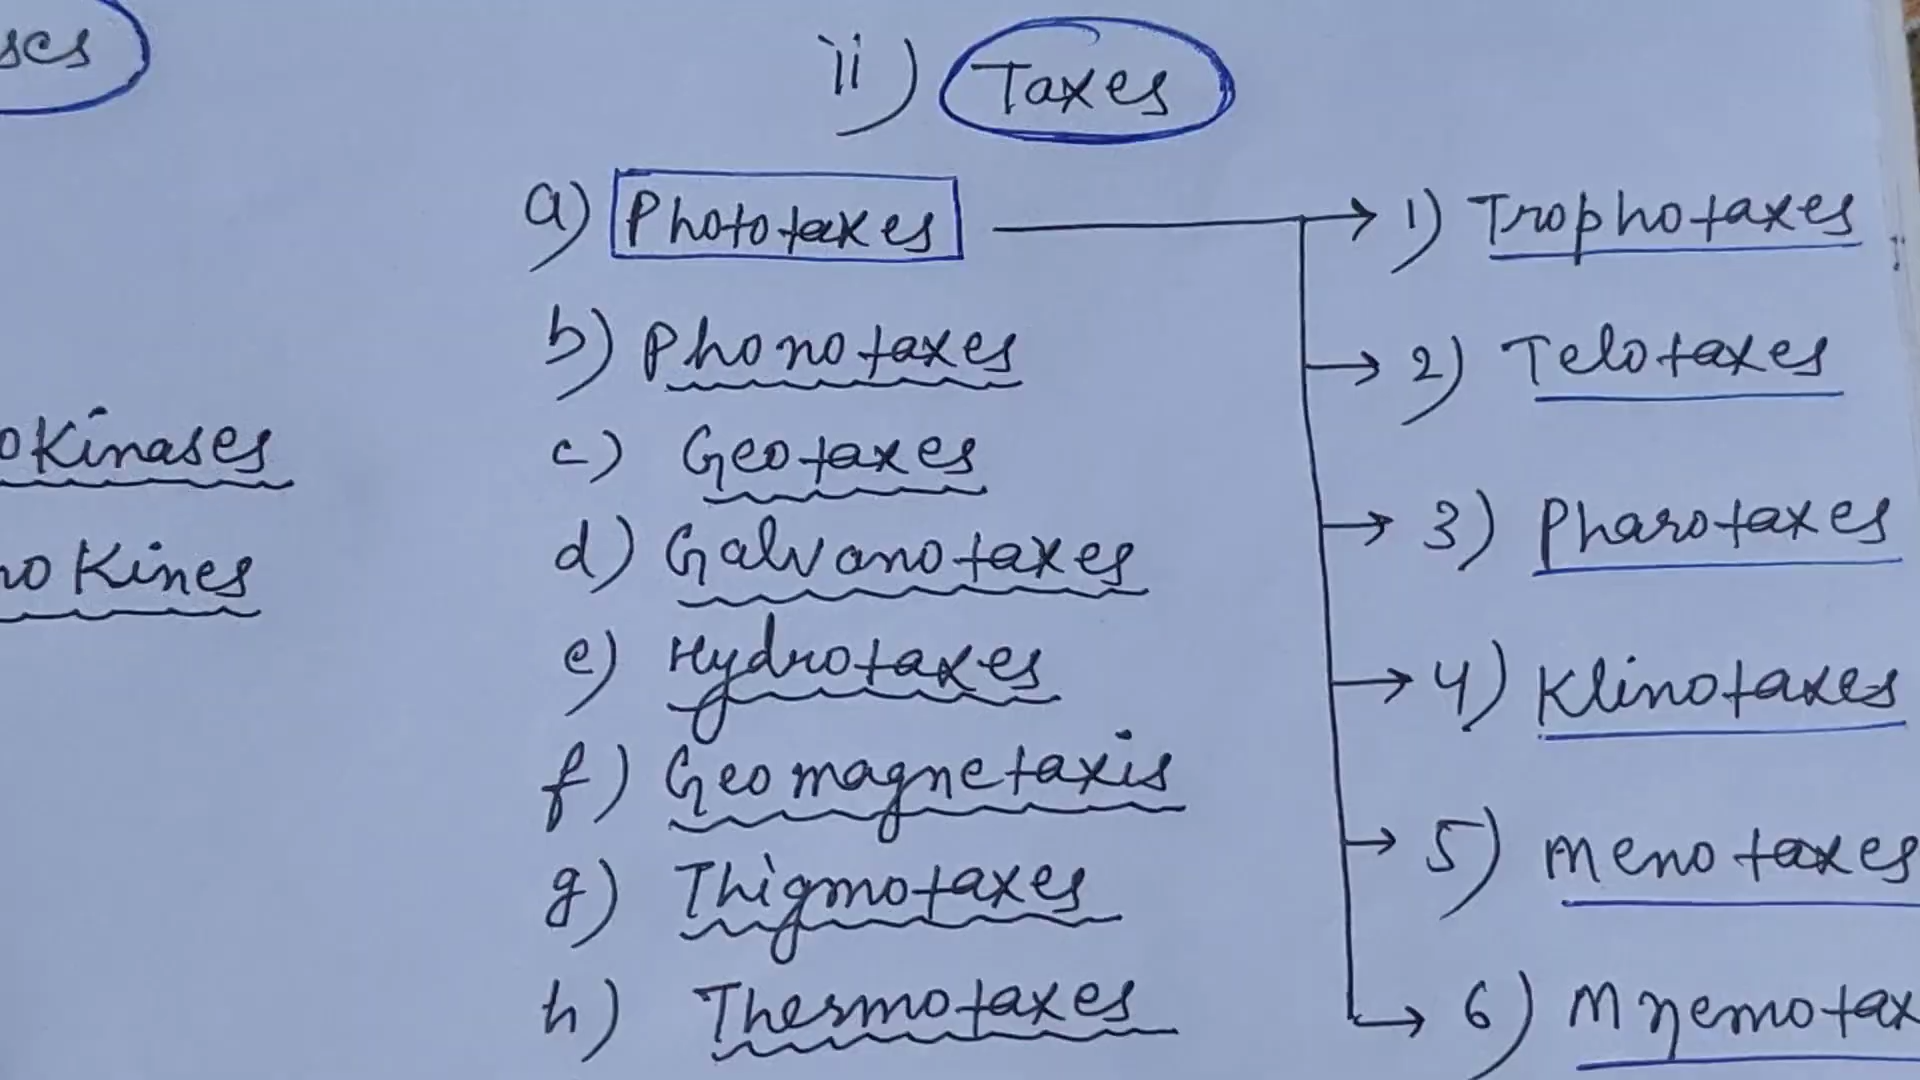 ses
ii) Taxes
a) Phototaxes
1) Trophotaxes
b) Phonotaxes
2) Telotaxes
c) Geotaxes
okinases
d) Galvanotaxes
3) Pharotaxes
no Kines
e) Hydrotaxes
4) Klinotaxes
f) Geomagnetaxis
g) Thigmotaxes
5) Menotaxes
h) Thermotaxes
6) Mnemotax